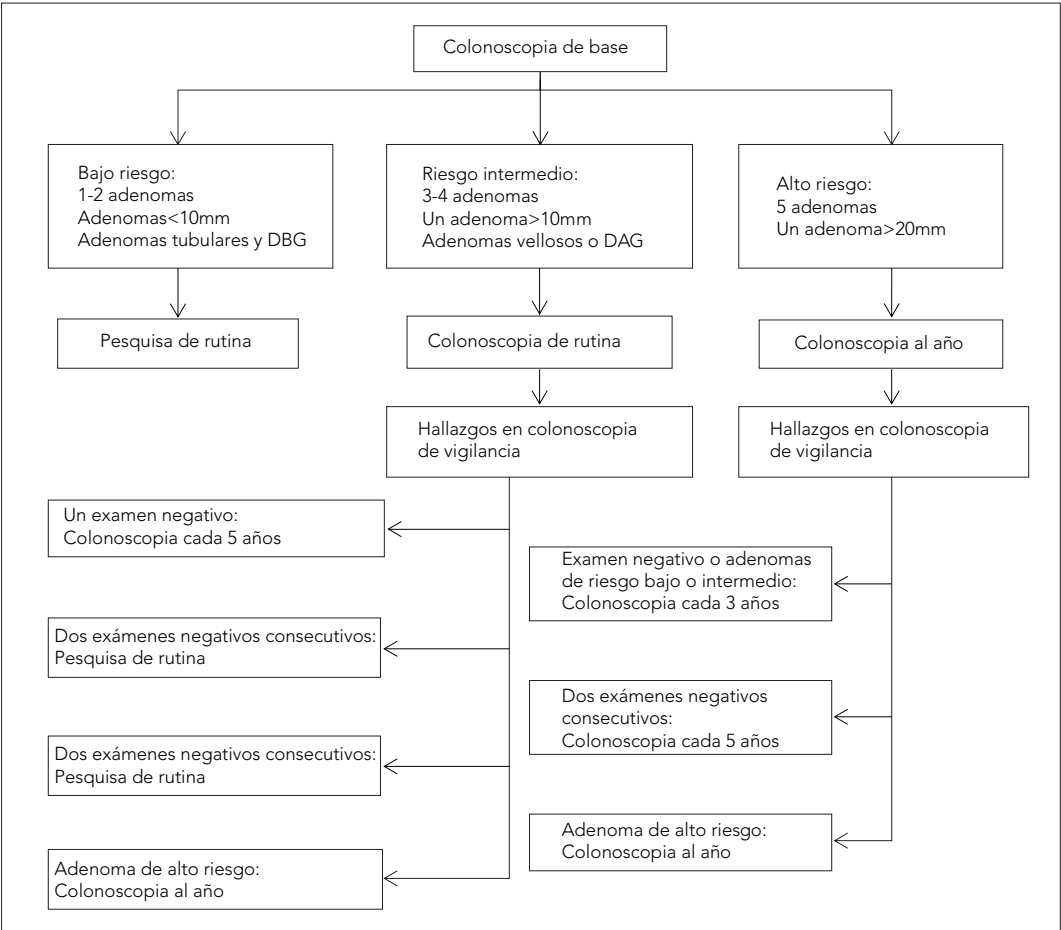 Colonoscopia de base
Bajo riesgo:
1-2 adenomas
Adenomas<10mm
Adenomas tubulares y DBG
Riesgo intermedio:
3-4 adenomas
Un adenoma>10mm
Adenomas vellosos o DAG
Alto riesgo:
5 adenomas
Un adenoma>20mm
Pesquisa de rutina
Colonoscopia de rutina
Colonoscopia al año
Hallazgos en colonoscopia
de vigilancia
Hallazgos en colonoscopia
de vigilancia
Un examen negativo:
Colonoscopia cada 5 años
Dos exámenes negativos consecutivos:
Pesquisa de rutina
Dos exámenes negativos consecutivos:
Pesquisa de rutina
Adenoma de alto riesgo:
Colonoscopia al año
Examen negativo o adenomas
de riesgo bajo o intermedio:
Colonoscopia cada 3 años
Dos exámenes negativos
consecutivos:
Colonoscopia cada 5 años
Adenoma de alto riesgo:
Colonoscopia al año